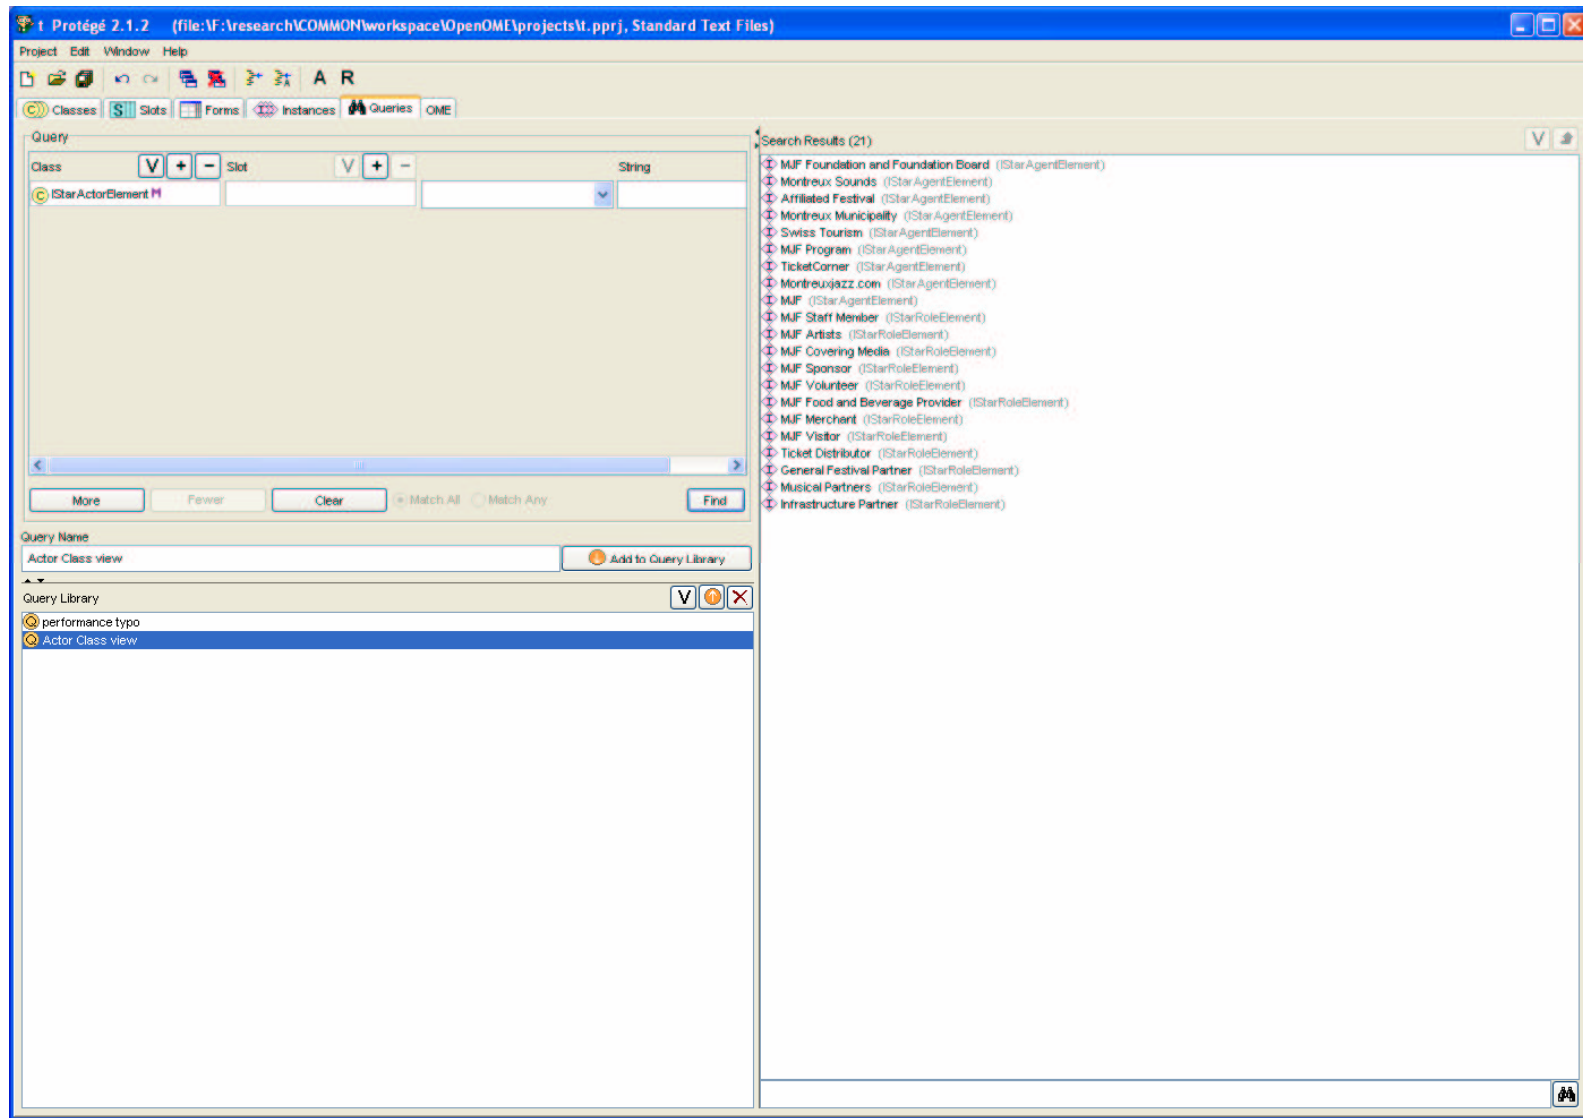 t Protégé 2.1.2 (file:\F:\research\COMMON\workspace\OpenOME\projects\t.pprj, Standard Text Files)
Project Edit Window Help
A R
C Classes S Slots Forms I Instances Queries OME
Query
Class V + − Slot V + − String
C IStarActorElement M
More Fewer Clear Match All Match Any Find
Query Name
Actor Class view Add to Query Library
Query Library V
Q performance typo
Q Actor Class view
Search Results (21) V
I MJF Foundation and Foundation Board (IStarAgentElement)
I Montreux Sounds (IStarAgentElement)
I Affiliated Festival (IStarAgentElement)
I Montreux Municipality (IStarAgentElement)
I Swiss Tourism (IStarAgentElement)
I MJF Program (IStarAgentElement)
I TicketCorner (IStarAgentElement)
I Montreuxjazz.com (IStarAgentElement)
I MJF (IStarAgentElement)
I MJF Staff Member (IStarRoleElement)
I MJF Artists (IStarRoleElement)
I MJF Covering Media (IStarRoleElement)
I MJF Sponsor (IStarRoleElement)
I MJF Volunteer (IStarRoleElement)
I MJF Food and Beverage Provider (IStarRoleElement)
I MJF Merchant (IStarRoleElement)
I MJF Visitor (IStarRoleElement)
I Ticket Distributor (IStarRoleElement)
I General Festival Partner (IStarRoleElement)
I Musical Partners (IStarRoleElement)
I Infrastructure Partner (IStarRoleElement)